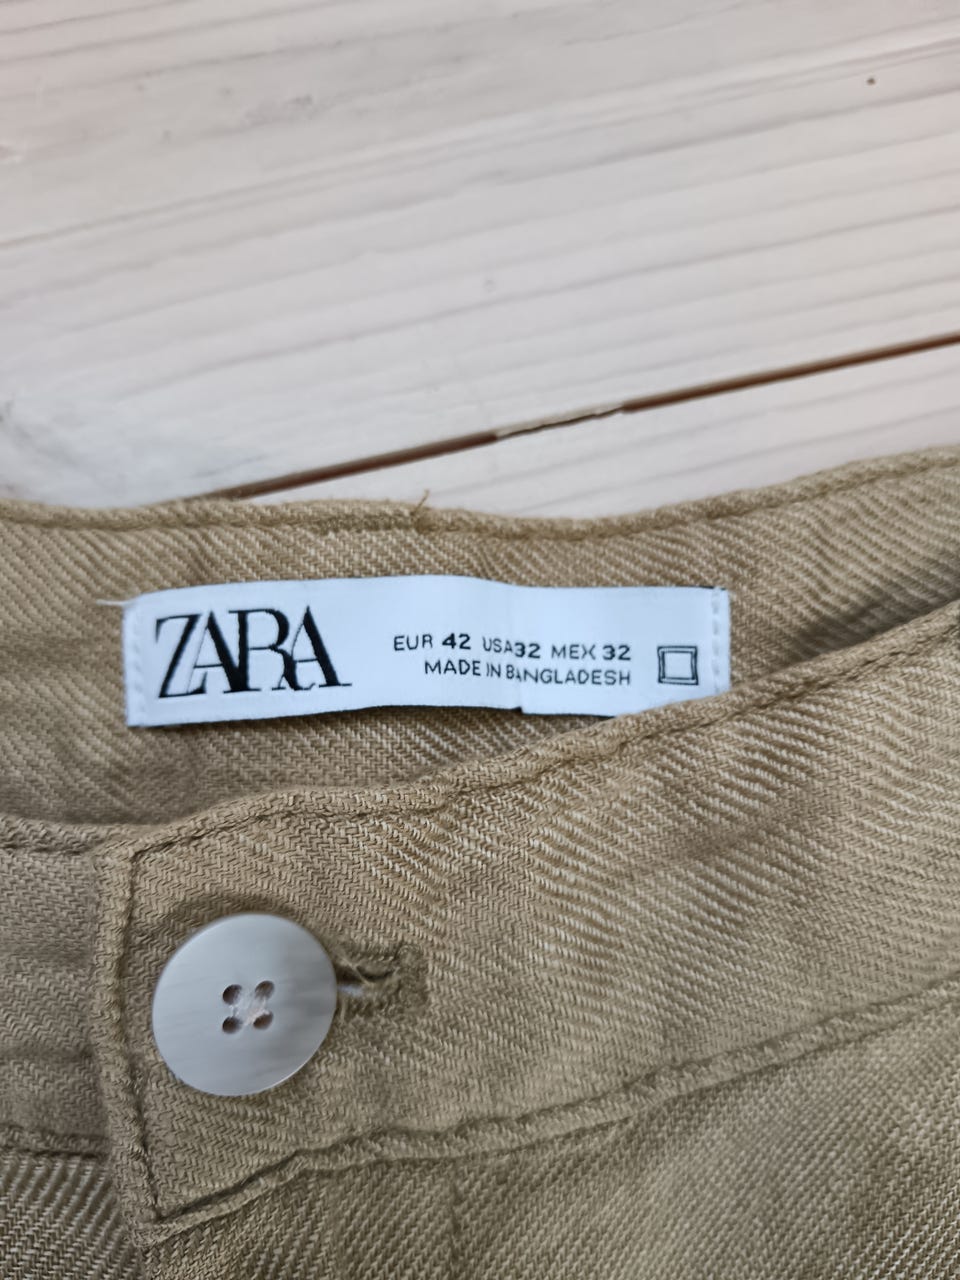 ZARA
EUR 42 USA 32 MEX 32
MADE IN BANGLADESH